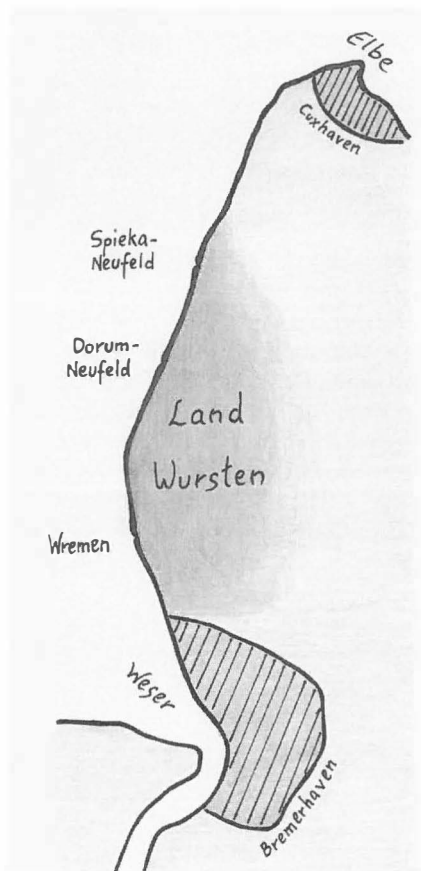 Elbe
Cuxhaven
Spieka-
Neufeld
Dorum-
Neufeld
Land
Wursten
Wremen
Weser
Bremerhaven